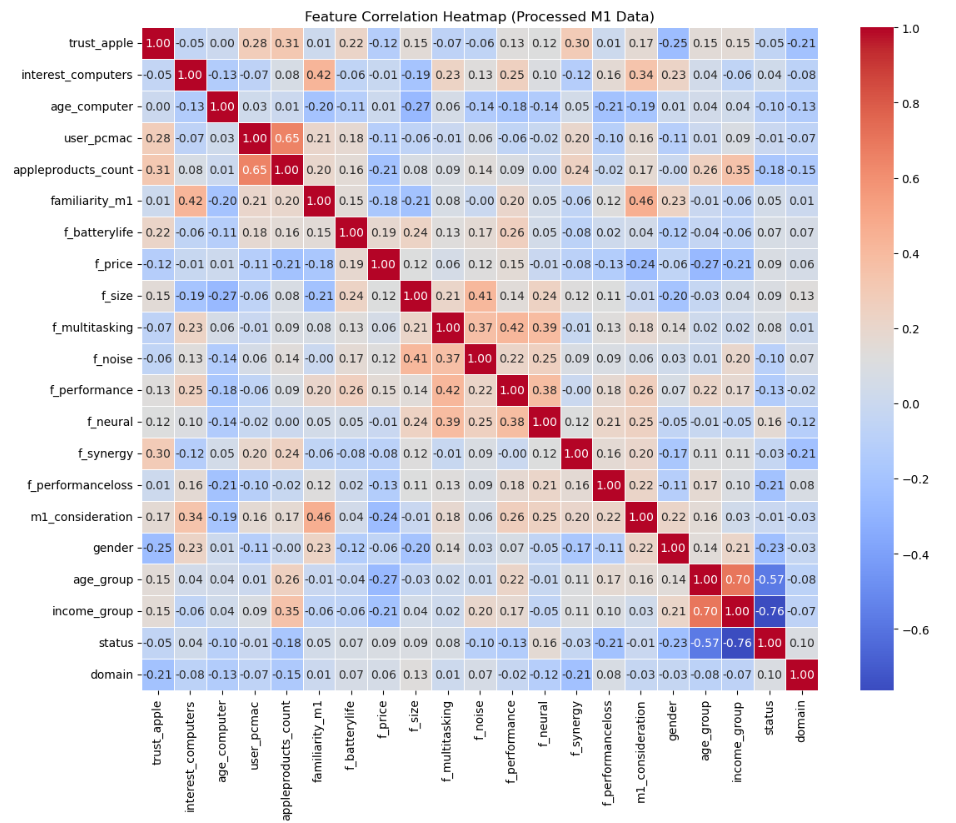 Feature Correlation Heatmap (Processed M1 Data)
trust_apple 1.00 -0.05 0.00 0.28 0.31 0.01 0.22 -0.12 0.15 -0.07 -0.06 0.13 0.12 0.30 0.01 0.17 -0.25 0.15 0.15 -0.05 -0.21
interest_computers -0.05 1.00 -0.13 -0.07 0.08 0.42 -0.06 -0.01 -0.19 0.23 0.13 0.25 0.10 -0.12 0.16 0.34 0.23 0.04 -0.06 0.04 -0.08
age_computer 0.00 -0.13 1.00 0.03 0.01 -0.20 -0.11 0.01 -0.27 0.06 -0.14 -0.18 -0.14 0.05 -0.21 -0.19 0.01 0.04 0.04 -0.10 -0.13
user_pcmac 0.28 -0.07 0.03 1.00 0.65 0.21 0.18 -0.11 -0.06 -0.01 0.06 -0.06 -0.02 0.20 -0.10 0.16 -0.11 0.01 0.09 -0.01 -0.07
appleproducts_count 0.31 0.08 0.01 0.65 1.00 0.20 0.16 -0.21 0.08 0.09 0.14 0.09 0.00 0.24 -0.02 0.17 -0.00 0.26 0.35 -0.18 -0.15
familiarity_m1 0.01 0.42 -0.20 0.21 0.20 1.00 0.15 -0.18 -0.21 0.08 -0.00 0.20 0.05 -0.06 0.12 0.46 0.23 -0.01 -0.06 0.05 0.01
f_batterylife 0.22 -0.06 -0.11 0.18 0.16 0.15 1.00 0.19 0.24 0.13 0.17 0.26 0.05 -0.08 0.02 0.04 -0.12 -0.04 -0.06 0.07 0.07
f_price -0.12 -0.01 0.01 -0.11 -0.21 -0.18 0.19 1.00 0.12 0.06 0.12 0.15 -0.01 -0.08 -0.13 -0.24 -0.06 -0.27 -0.21 0.09 0.06
f_size 0.15 -0.19 -0.27 -0.06 0.08 -0.21 0.24 0.12 1.00 0.21 0.41 0.14 0.24 0.12 0.11 -0.01 -0.20 -0.03 0.04 0.09 0.13
f_multitasking -0.07 0.23 0.06 -0.01 0.09 0.08 0.13 0.06 0.21 1.00 0.37 0.42 0.39 -0.01 0.13 0.18 0.14 0.02 0.02 0.08 0.01
f_noise -0.06 0.13 -0.14 0.06 0.14 -0.00 0.17 0.12 0.41 0.37 1.00 0.22 0.25 0.09 0.09 0.06 0.03 0.01 0.20 -0.10 0.07
f_performance 0.13 0.25 -0.18 -0.06 0.09 0.20 0.26 0.15 0.14 0.42 0.22 1.00 0.38 -0.00 0.18 0.26 0.07 0.22 0.17 -0.13 -0.02
f_neural 0.12 0.10 -0.14 -0.02 0.00 0.05 0.05 -0.01 0.24 0.39 0.25 0.38 1.00 0.12 0.21 0.25 -0.05 -0.01 -0.05 0.16 -0.12
f_synergy 0.30 -0.12 0.05 0.20 0.24 -0.06 -0.08 -0.08 0.12 -0.01 0.09 -0.00 0.12 1.00 0.16 0.20 -0.17 0.11 0.11 -0.03 -0.21
f_performanceloss 0.01 0.16 -0.21 -0.10 -0.02 0.12 0.02 -0.13 0.11 0.13 0.09 0.18 0.21 0.16 1.00 0.22 -0.11 0.17 0.10 -0.21 0.08
m1_consideration 0.17 0.34 -0.19 0.16 0.17 0.46 0.04 -0.24 -0.01 0.18 0.06 0.26 0.25 0.20 0.22 1.00 0.22 0.16 0.03 -0.01 -0.03
gender -0.25 0.23 0.01 -0.11 -0.00 0.23 -0.12 -0.06 -0.20 0.14 0.03 0.07 -0.05 -0.17 -0.11 0.22 1.00 0.14 0.21 -0.23 -0.03
age_group 0.15 0.04 0.04 0.01 0.26 -0.01 -0.04 -0.27 -0.03 0.02 0.01 0.22 -0.01 0.11 0.17 0.16 0.14 1.00 0.70 -0.57 -0.08
income_group 0.15 -0.06 0.04 0.09 0.35 -0.06 -0.06 -0.21 0.04 0.02 0.20 0.17 -0.05 0.11 0.10 0.03 0.21 0.70 1.00 -0.76 -0.07
status -0.05 0.04 -0.10 -0.01 -0.18 0.05 0.07 0.09 0.09 0.08 -0.10 -0.13 0.16 -0.03 -0.21 -0.01 -0.23 -0.57 -0.76 1.00 0.10
domain -0.21 -0.08 -0.13 -0.07 -0.15 0.01 0.07 0.06 0.13 0.01 0.07 -0.02 -0.12 -0.21 0.08 -0.03 -0.03 -0.08 -0.07 0.10 1.00
trust_apple
interest_computers
age_computer
user_pcmac
appleproducts_count
familiarity_m1
f_batterylife
f_price
f_size
f_multitasking
f_noise
f_performance
f_neural
f_synergy
f_performanceloss
m1_consideration
gender
age_group
income_group
status
domain
1.0
0.8
0.6
0.4
0.2
0.0
−0.2
−0.4
−0.6